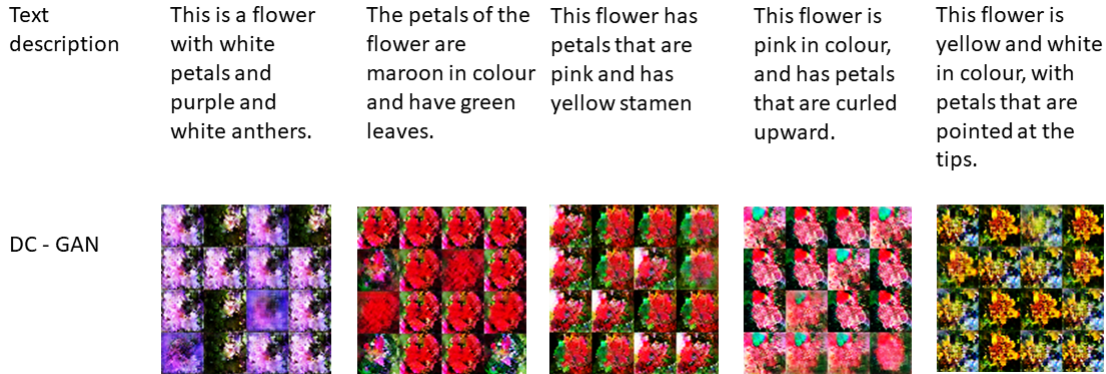 Text
description
This is a flower
with white
petals and
purple and
white anthers.
The petals of the
flower are
maroon in colour
and have green
leaves.
This flower has
petals that are
pink and has
yellow stamen
This flower is
pink in colour,
and has petals
that are curled
upward.
This flower is
yellow and white
in colour, with
petals that are
pointed at the
tips.
DC - GAN